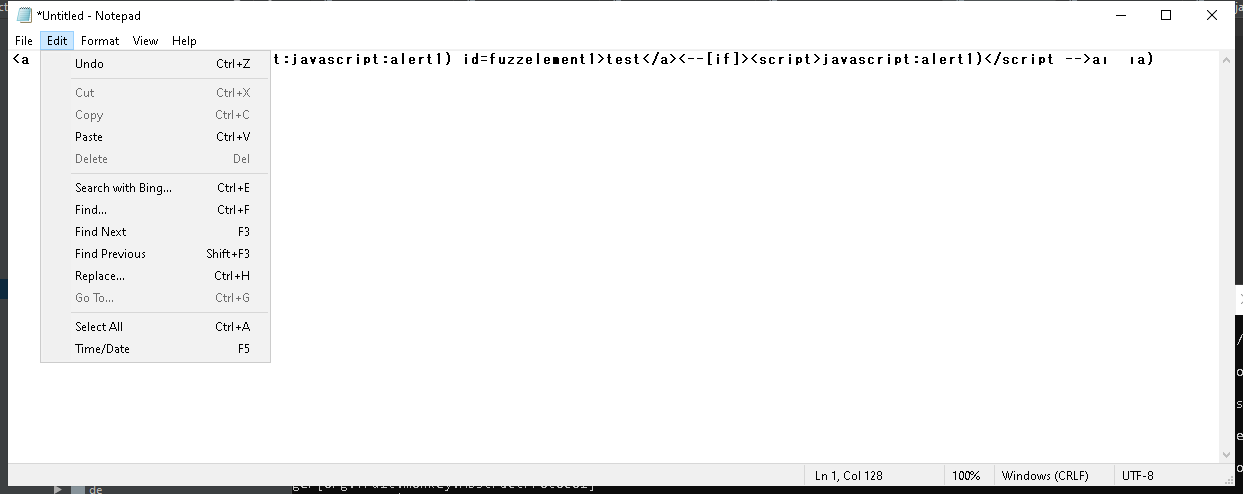 *Untitled - Notepad
File Edit Format View Help
<a t:javascript:alert1) id=fuzzelement1>test</a><--[if]><script>javascript:alert1)</script -->
Undo Ctrl+Z
Cut Ctrl+X
Copy Ctrl+C
Paste Ctrl+V
Delete Del
Search with Bing... Ctrl+E
Find... Ctrl+F
Find Next F3
Find Previous Shift+F3
Replace... Ctrl+H
Go To... Ctrl+G
Select All Ctrl+A
Time/Date F5
Ln 1, Col 128 100% Windows (CRLF) UTF-8
de